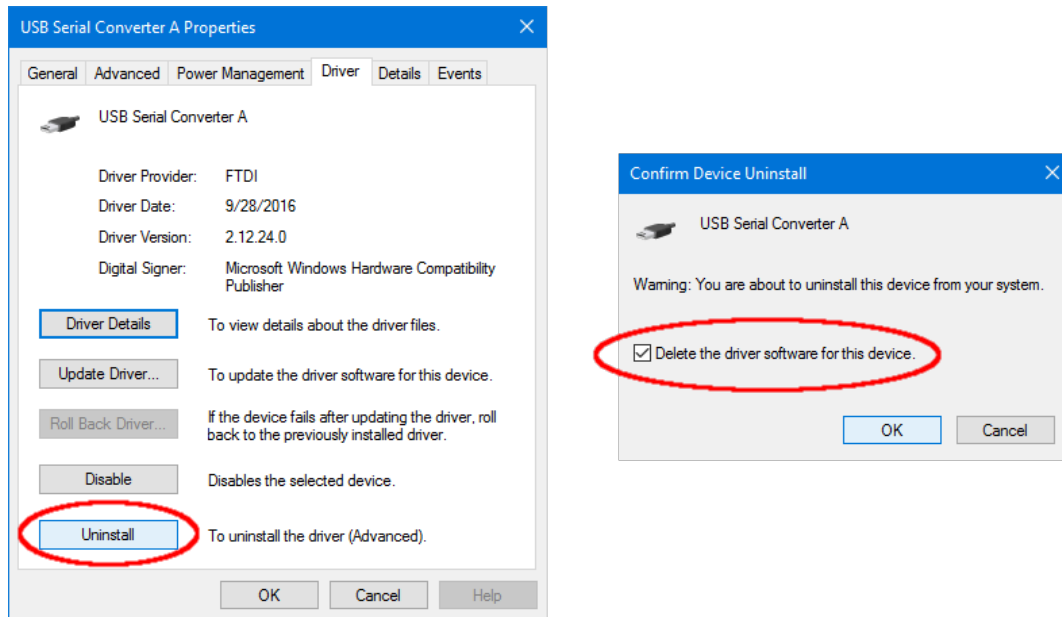 USB Serial Converter A Properties
General Advanced Power Management Driver Details Events
USB Serial Converter A
Driver Provider: FTDI
Driver Date: 9/28/2016
Driver Version: 2.12.24.0
Digital Signer: Microsoft Windows Hardware Compatibility
Publisher
Driver Details To view details about the driver files.
Update Driver... To update the driver software for this device.
Roll Back Driver... If the device fails after updating the driver, roll
back to the previously installed driver.
Disable Disables the selected device.
Uninstall To uninstall the driver (Advanced).
OK Cancel Help
Confirm Device Uninstall
USB Serial Converter A
Warning: You are about to uninstall this device from your system.
Delete the driver software for this device.
OK Cancel